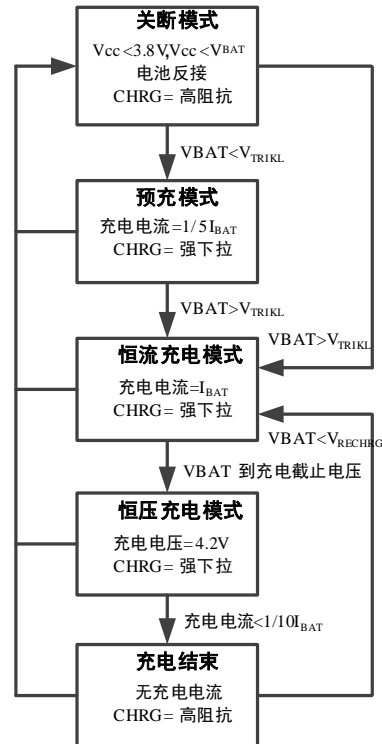 关断模式
Vcc<3.8V,Vcc<VBAT
电池反接
CHRG= 高阻抗
VBAT<VTRIKL
预充模式
充电电流=1/5IBAT
CHRG= 强下拉
VBAT>VTRIKL
VBAT>VTRIKL
恒流充电模式
充电电流=IBAT
CHRG= 强下拉
VBAT<VRECHRG
VBAT 到充电截止电压
恒压充电模式
充电电压=4.2V
CHRG= 强下拉
充电电流<1/10IBAT
充电结束
无充电电流
CHRG= 高阻抗